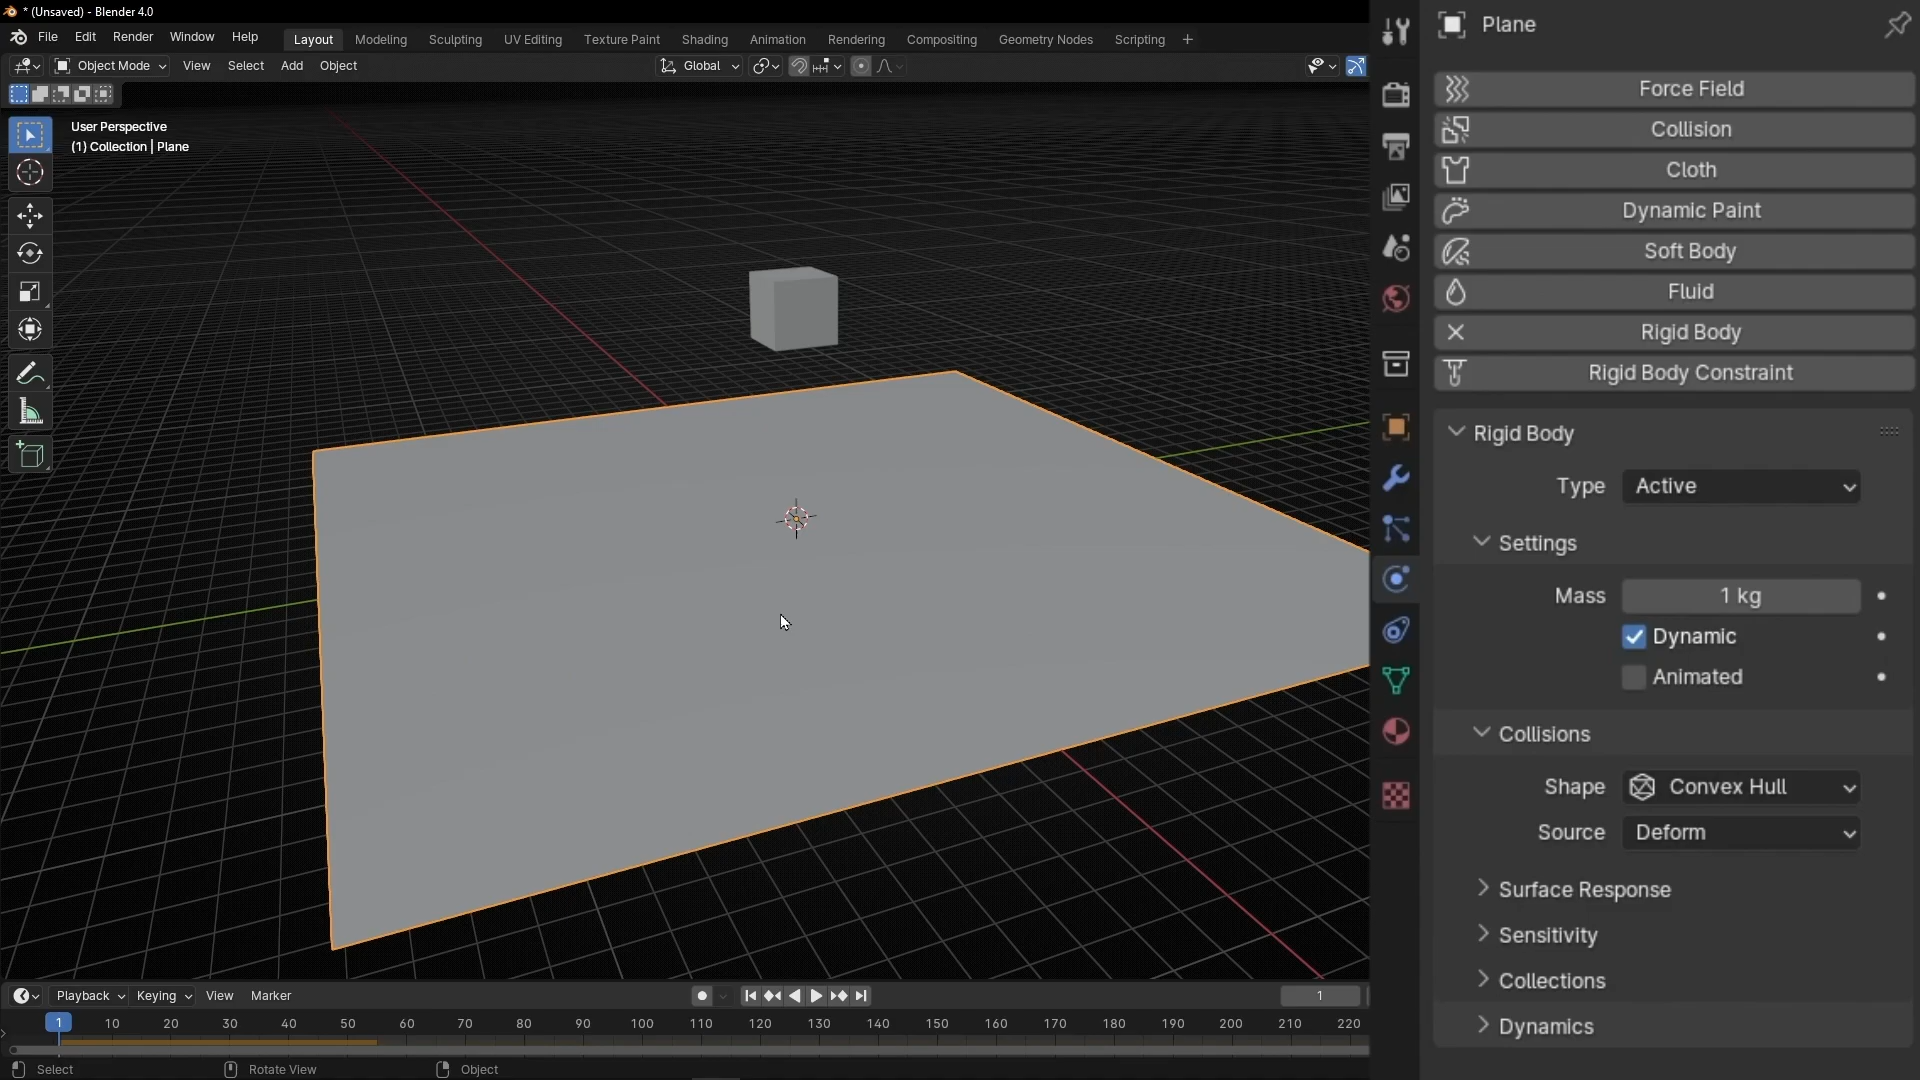 * (Unsaved) - Blender 4.0
File Edit Render Window Help Layout Modeling Sculpting UV Editing Texture Paint Shading Animation Rendering Compositing Geometry Nodes Scripting +
Object Mode View Select Add Object Global
User Perspective
(1) Collection | Plane
Playback Keying View Marker 1
1 10 20 30 40 50 60 70 80 90 100 110 120 130 140 150 160 170 180 190 200 210 220
Select Rotate View Object
Plane
Force Field
Collision
Cloth
Dynamic Paint
Soft Body
Fluid
Rigid Body
Rigid Body Constraint
Rigid Body
Type Active
Settings
Mass 1 kg
Dynamic
Animated
Collisions
Shape Convex Hull
Source Deform
Surface Response
Sensitivity
Collections
Dynamics